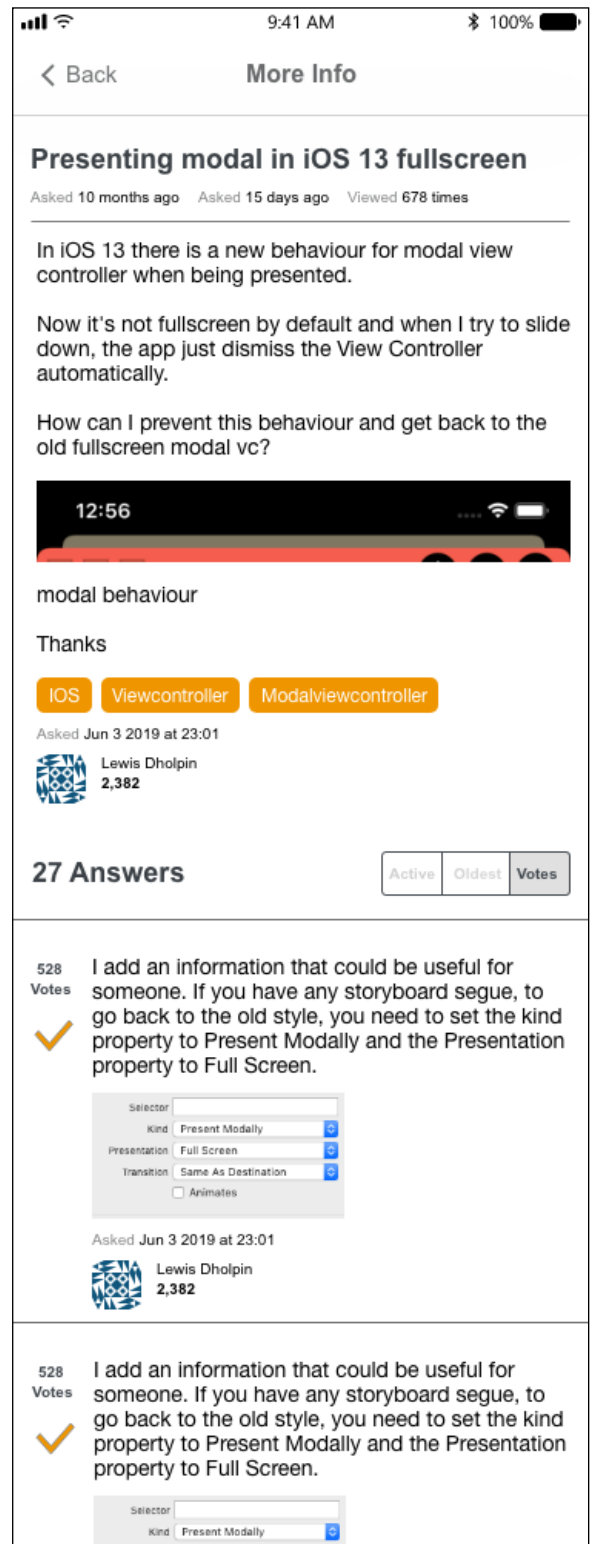 9:41 AM 100%
Back More Info
Presenting modal in iOS 13 fullscreen
Asked 10 months ago Asked 15 days ago Viewed 678 times
In iOS 13 there is a new behaviour for modal view
controller when being presented.
Now it's not fullscreen by default and when I try to slide
down, the app just dismiss the View Controller
automatically.
How can I prevent this behaviour and get back to the
old fullscreen modal vc?
12:56
modal behaviour
Thanks
IOS Viewcontroller Modalviewcontroller
Asked Jun 3 2019 at 23:01
Lewis Dholpin
2,382
27 Answers Active Oldest Votes
528
Votes
I add an information that could be useful for
someone. If you have any storyboard segue, to
go back to the old style, you need to set the kind
property to Present Modally and the Presentation
property to Full Screen.
Selector
Kind Present Modally
Presentation Full Screen
Transition Same As Destination
Animates
Asked Jun 3 2019 at 23:01
Lewis Dholpin
2,382
528
Votes
I add an information that could be useful for
someone. If you have any storyboard segue, to
go back to the old style, you need to set the kind
property to Present Modally and the Presentation
property to Full Screen.
Selector
Kind Present Modally